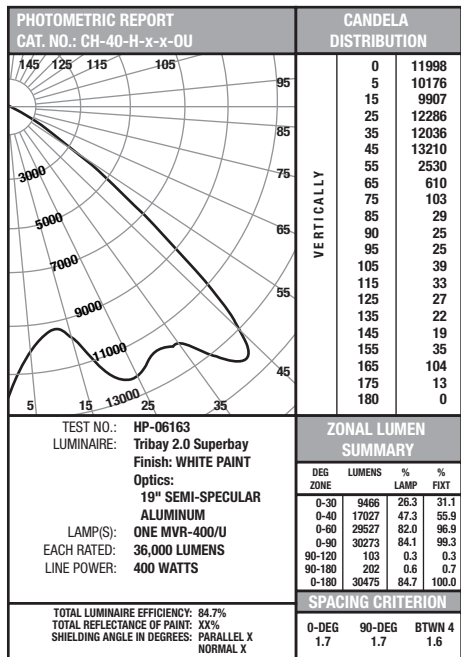 PHOTOMETRIC REPORT
CAT. NO.: CH-40-H-x-x-OU
145 125 115 105
95
85
75
65
55
45
3000
5000
7000
9000
11000
13000
5 15 25 35
CANDELA
DISTRIBUTION
VERTICALLY
0 11998
5 10176
15 9907
25 12286
35 12036
45 13210
55 2530
65 610
75 103
85 29
90 25
95 25
105 39
115 33
125 27
135 22
145 19
155 35
165 104
175 13
180 0
TEST NO.: HP-06163
LUMINAIRE: Tribay 2.0 Superbay
Finish: WHITE PAINT
Optics:
19" SEMI-SPECULAR
ALUMINUM
LAMP(S): ONE MVR-400/U
EACH RATED: 36,000 LUMENS
LINE POWER: 400 WATTS
TOTAL LUMINAIRE EFFICIENCY: 84.7%
TOTAL REFLECTANCE OF PAINT: XX%
SHIELDING ANGLE IN DEGREES: PARALLEL X
NORMAL X
ZONAL LUMEN
SUMMARY
DEG ZONE LUMENS % LAMP % FIXT
0-30 9466 26.3 31.1
0-40 17027 47.3 55.9
0-60 29527 82.0 96.9
0-90 30273 84.1 99.3
90-120 103 0.3 0.3
90-180 202 0.6 0.7
0-180 30475 84.7 100.0
SPACING CRITERION
0-DEG 90-DEG BTWN 4
1.7 1.7 1.6